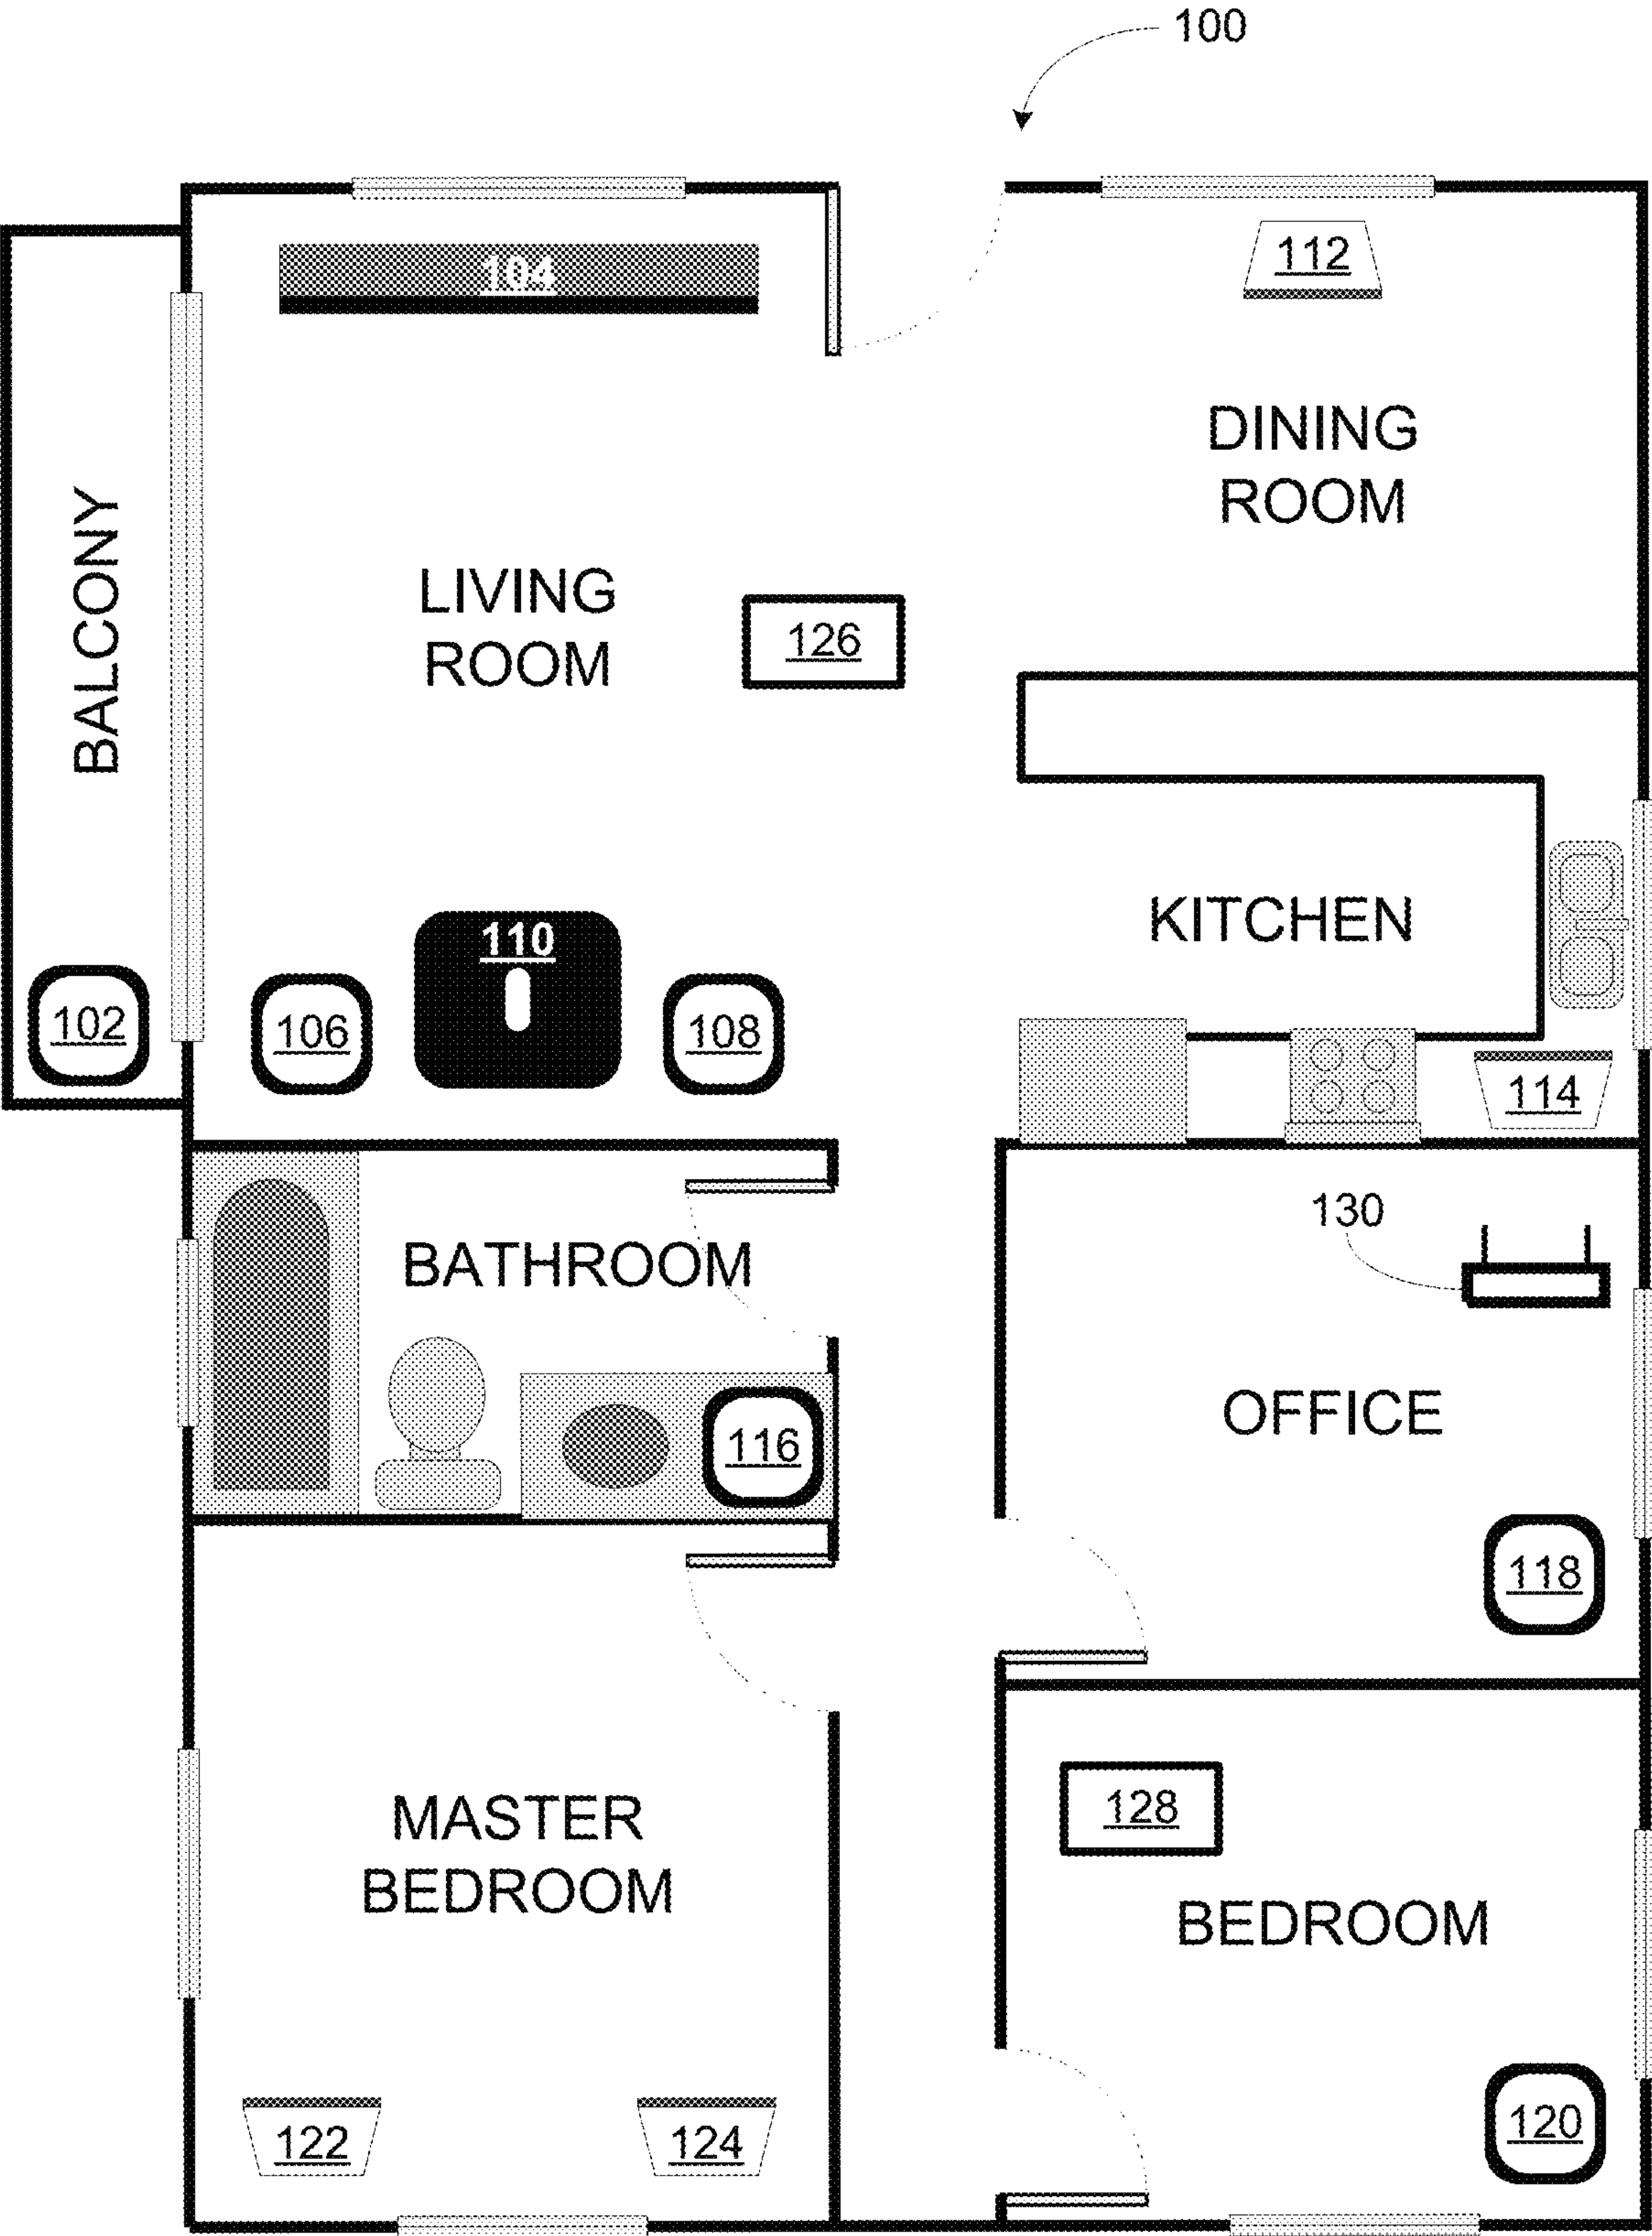 100
104
112
DINING
ROOM
BALCONY
LIVING
ROOM
126
110
KITCHEN
102
106
108
114
130
BATHROOM
OFFICE
116
118
128
MASTER
BEDROOM
BEDROOM
122
124
120